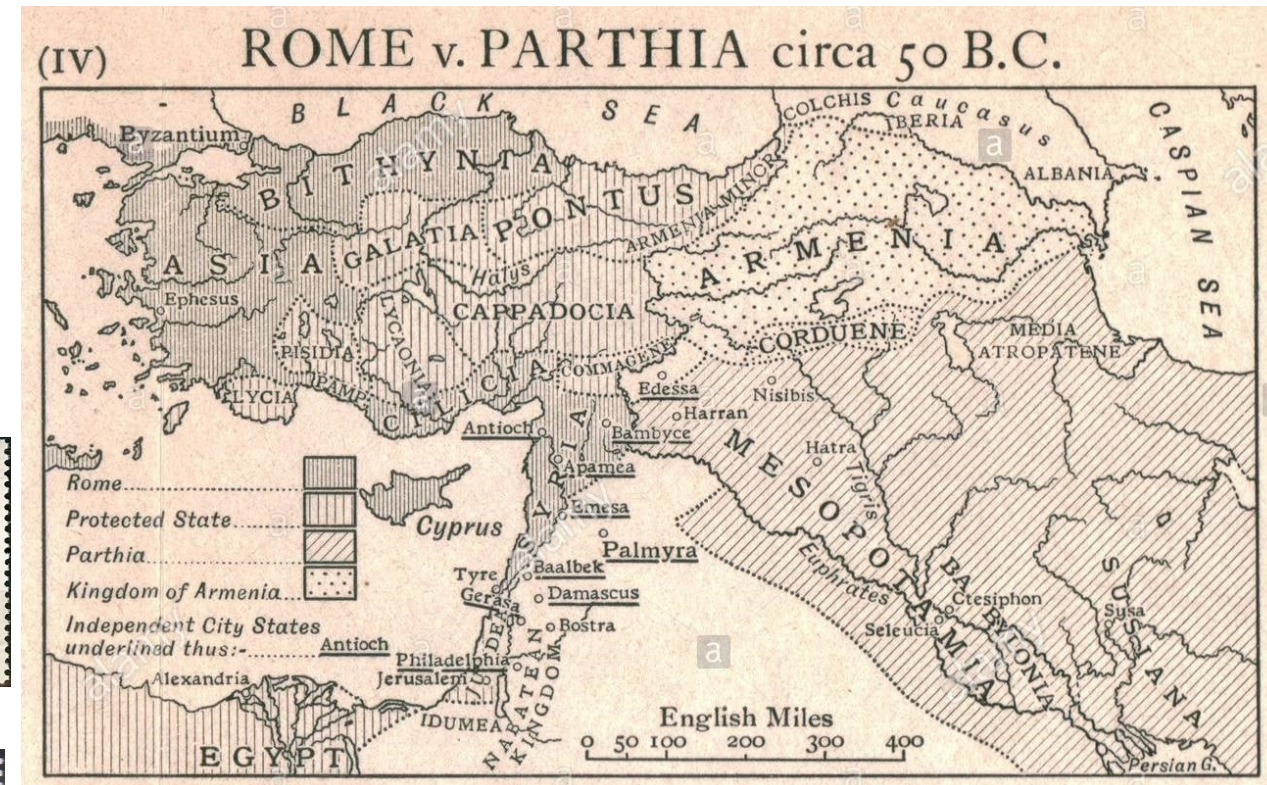 (IV) ROME v. PARTHIA circa 50 B.C.
BLACK SEA
COLCHIS
Caucasus
IBERIA
CASPIAN SEA
Byzantium
ALBANIA
BITHYNIA
PONTUS
ARMENIA MINOR
GALATIA
ARMENIA
ASIA
Halys
Ephesus
CAPPADOCIA
LYCAONIA
CORDUENE
MEDIA
ATROPATENE
PISIDIA
COMMAGENE
PAMP.
CILICIA
LYCIA
Edessa
Nisibis
Harran
Antioch
Bambyce
MESOPOTAMIA
Hatra
Tigris
Apamea
SYRIA
Rome
Emesa
Cyprus
Protected State
Palmyra
Parthia
Euphrates
Baalbek
Tyre
Kingdom of Armenia
Damascus
Gerasa
BABYLONIA
Ctesiphon
SUSIANA
Susa
Seleucia
Independent City States
underlined thus:- Antioch
Bostra
Philadelphia
JUDEA
Alexandria
Jerusalem
NABATEAN
KINGDOM
IDUMEA
English Miles
0 50 100 200 300 400
EGYPT
Persian G.
alamy
a